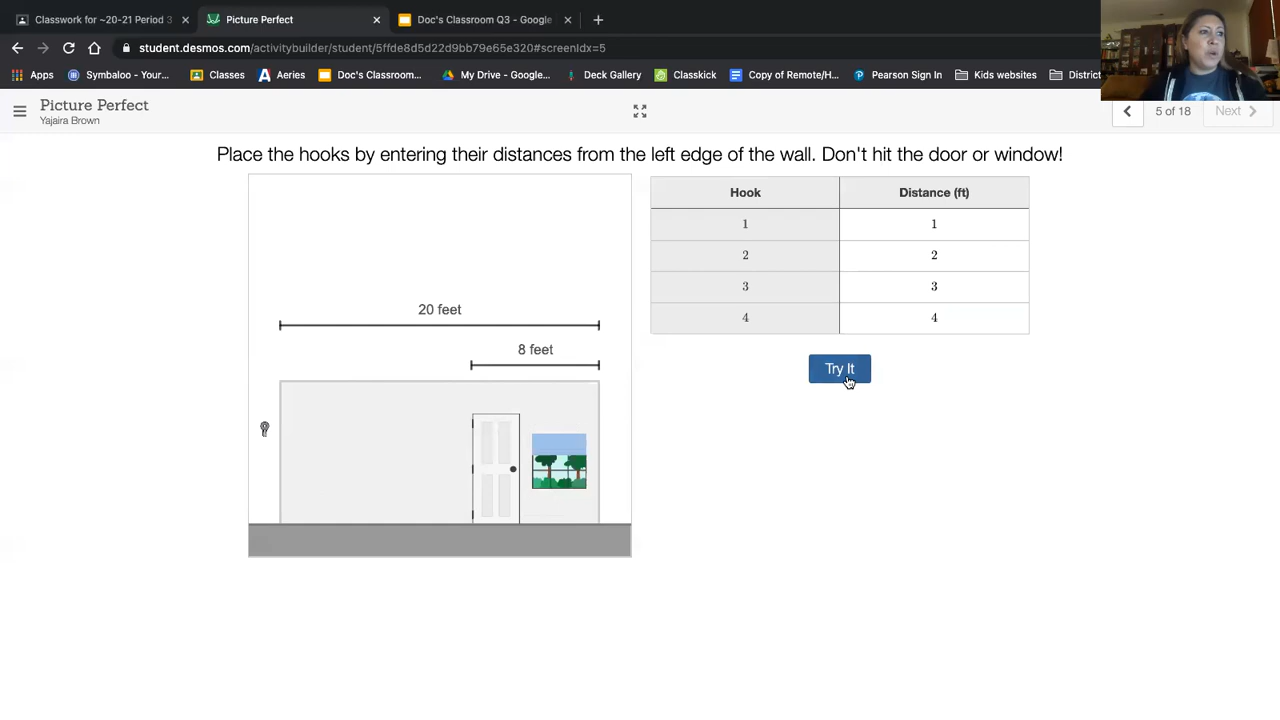 Classwork for ~20-21 Period 3
Picture Perfect
Doc's Classroom Q3 - Google
student.desmos.com/activitybuilder/student/5ffde8d5d22d9bb79e65e320#screenIdx=5
Apps
Symbaloo - Your...
Classes
Aeries
Doc's Classroom...
My Drive - Google...
Deck Gallery
Classkick
Copy of Remote/H...
Pearson Sign In
Kids websites
District
Picture Perfect
Yajaira Brown
5 of 18
Next
Place the hooks by entering their distances from the left edge of the wall. Don't hit the door or window!
20 feet
8 feet
Hook Distance (ft)
1 1
2 2
3 3
4 4
Try It